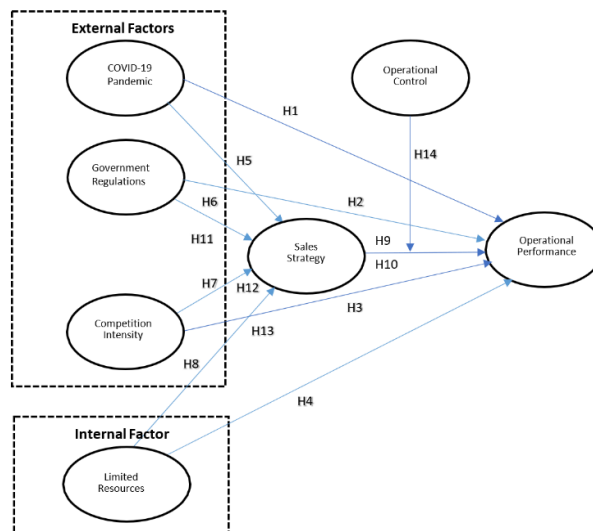 External Factors
COVID-19
Pandemic
Operational
Control
H1
H14
H5
Government
Regulations
H2
H6
H11
Sales
Strategy
H9
H10
Operational
Performance
H7
H12
H3
Competition
Intensity
H13
H8
H4
Internal Factor
Limited
Resources